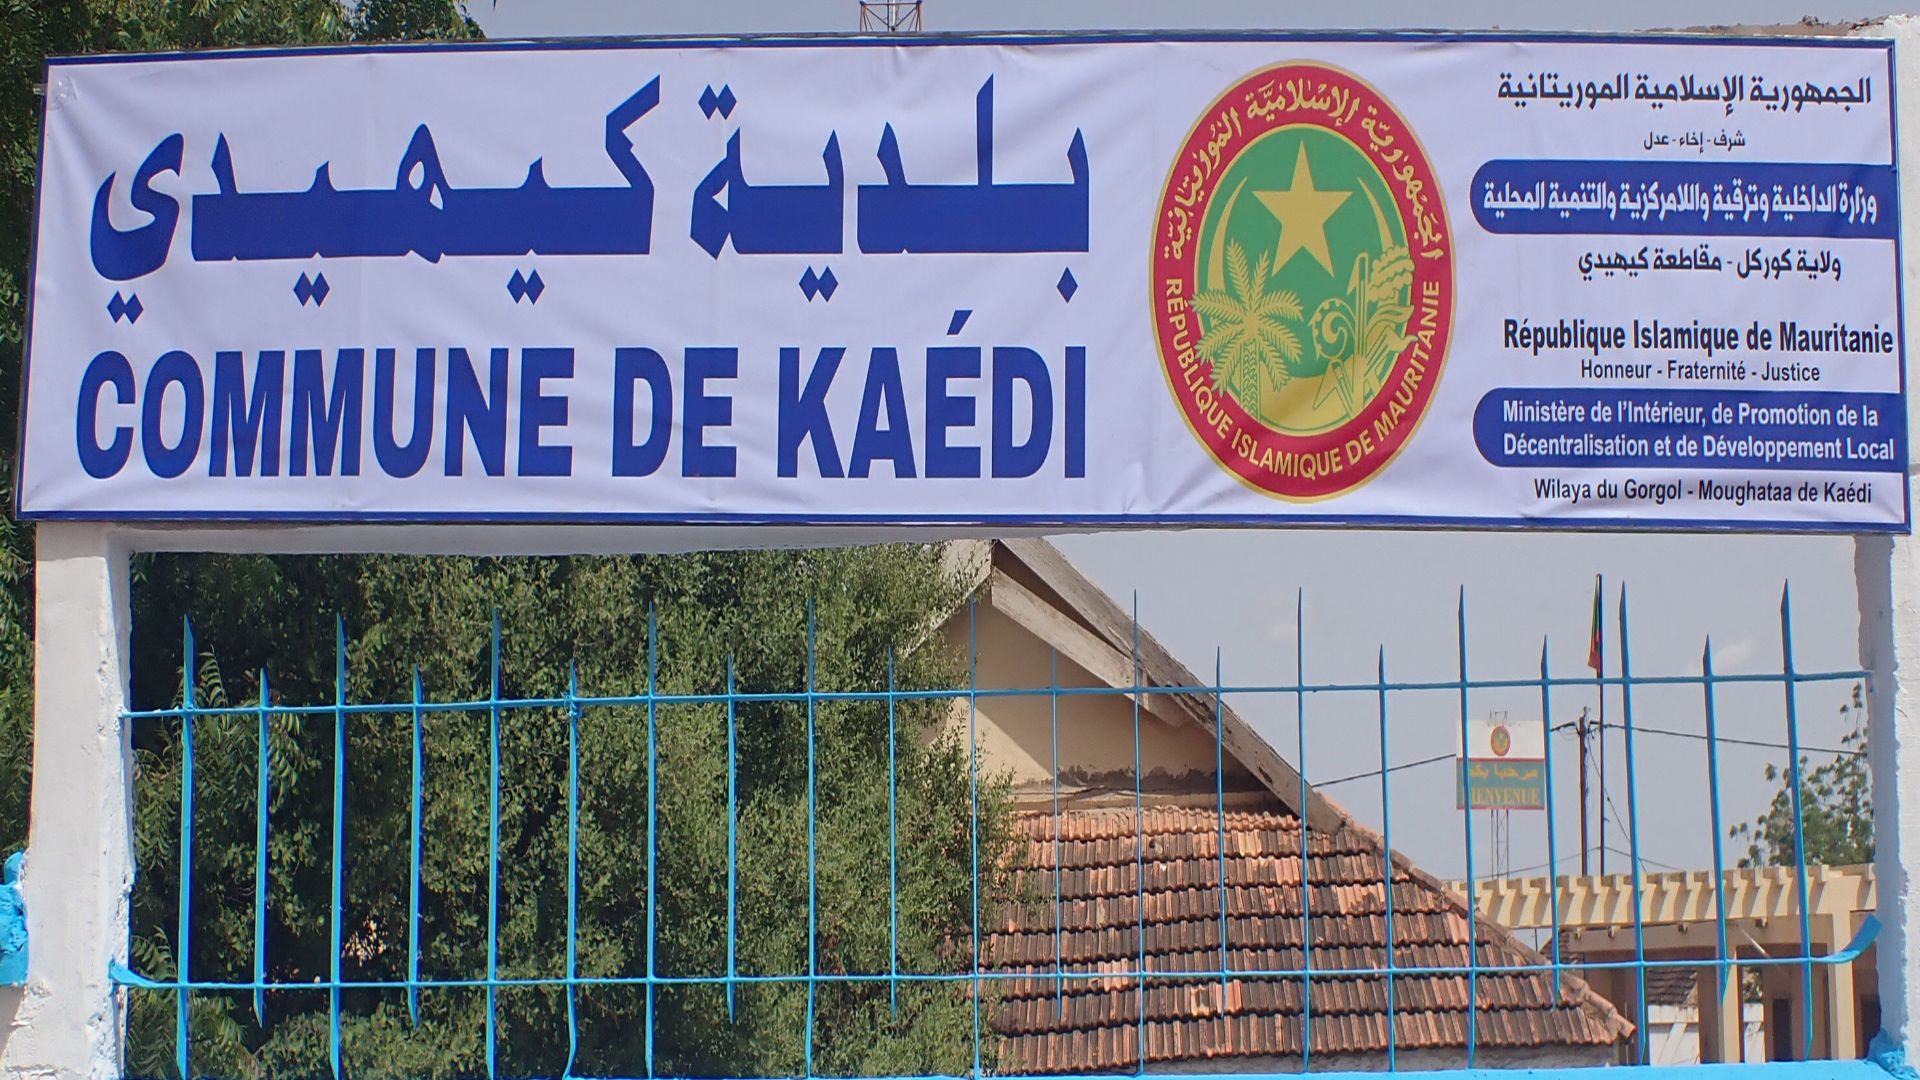 بلدية كيهيدي
COMMUNE DE KAÉDI
الجمهورية الإسلامية الموريتانية
RÉPUBLIQUE ISLAMIQUE DE MAURITANIE
الجمهورية الإسلامية الموريتانية
شرف - إخاء - عدل
وزارة الداخلية وترقية واللامركزية والتنمية المحلية
ولاية كوركل - مقاطعة كيهيدي
République Islamique de Mauritanie
Honneur - Fraternité - Justice
Ministère de l'Intérieur, de Promotion de la
Décentralisation et de Développement Local
Wilaya du Gorgol - Moughataa de Kaédi
مرحبا بكم
BIENVENUE